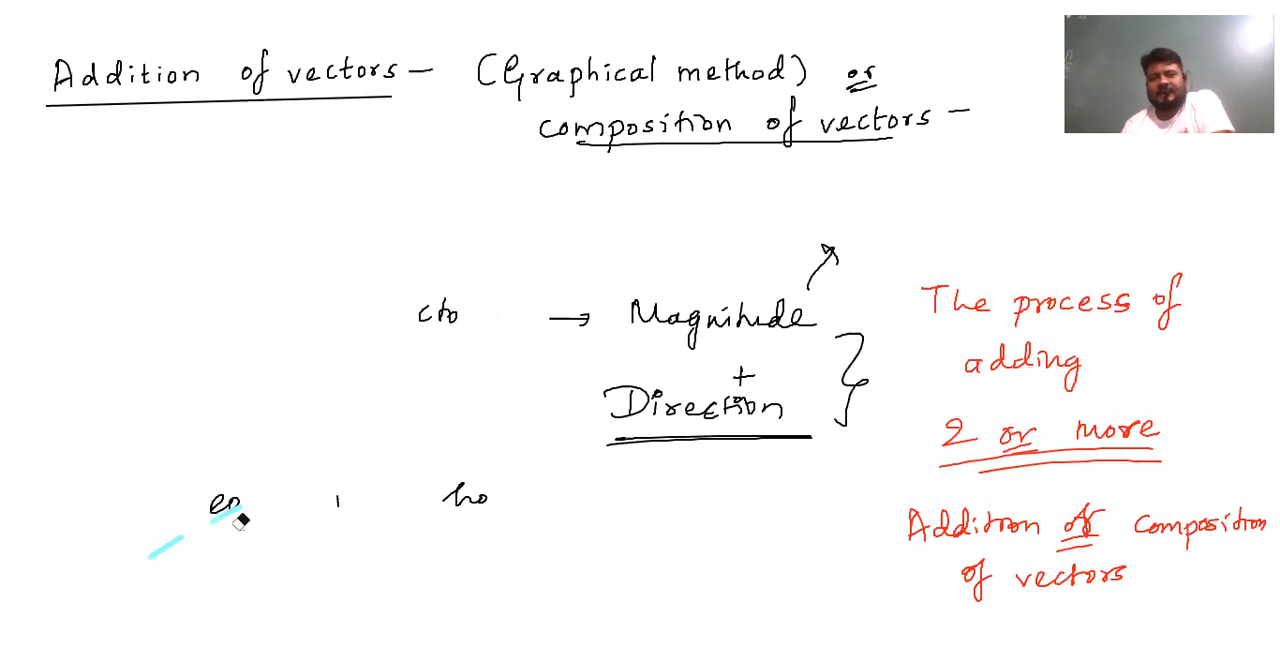 Addition of vectors - (Graphical method) or
composition of vectors -
→ Magnitude
+
Direction
The process of
adding
2 or more
Addition or composition
of vectors